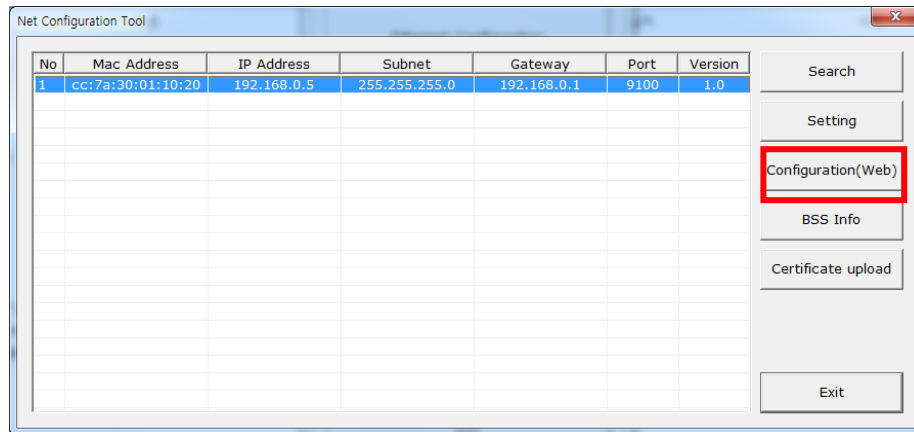 Net Configuration Tool
No Mac Address IP Address Subnet Gateway Port Version
1 cc:7a:30:01:10:20 192.168.0.5 255.255.255.0 192.168.0.1 9100 1.0
Search
Setting
Configuration(Web)
BSS Info
Certificate upload
Exit